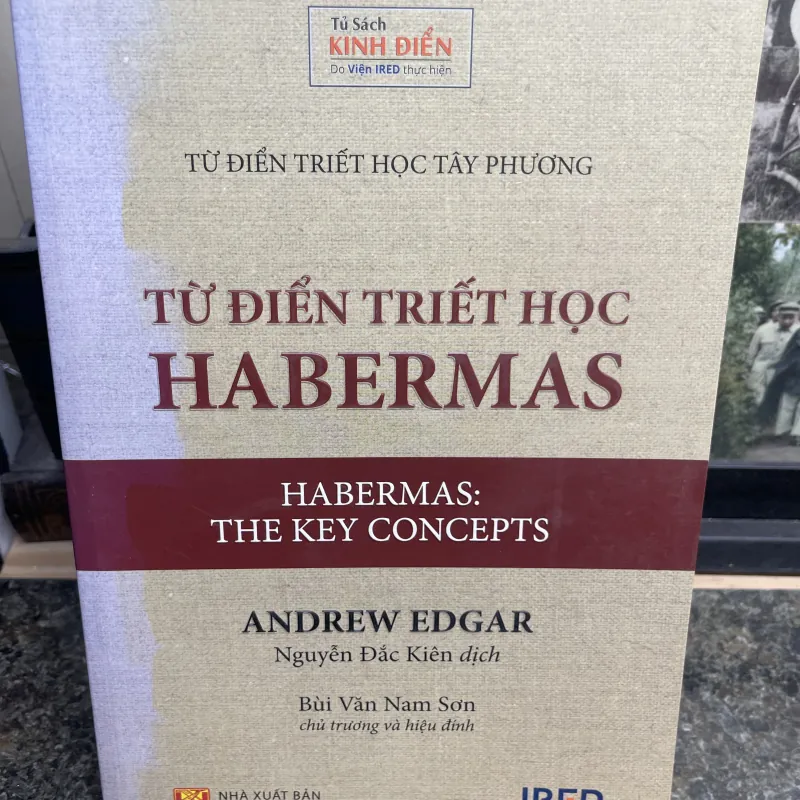 Tủ Sách
KINH ĐIỂN
Do Viện IRED thực hiện
TỪ ĐIỂN TRIẾT HỌC TÂY PHƯƠNG
TỪ ĐIỂN TRIẾT HỌC
HABERMAS
HABERMAS:
THE KEY CONCEPTS
ANDREW EDGAR
Nguyễn Đắc Kiên dịch
Bùi Văn Nam Sơn
chủ trương và hiệu đính
NHÀ XUẤT BẢN
IRED